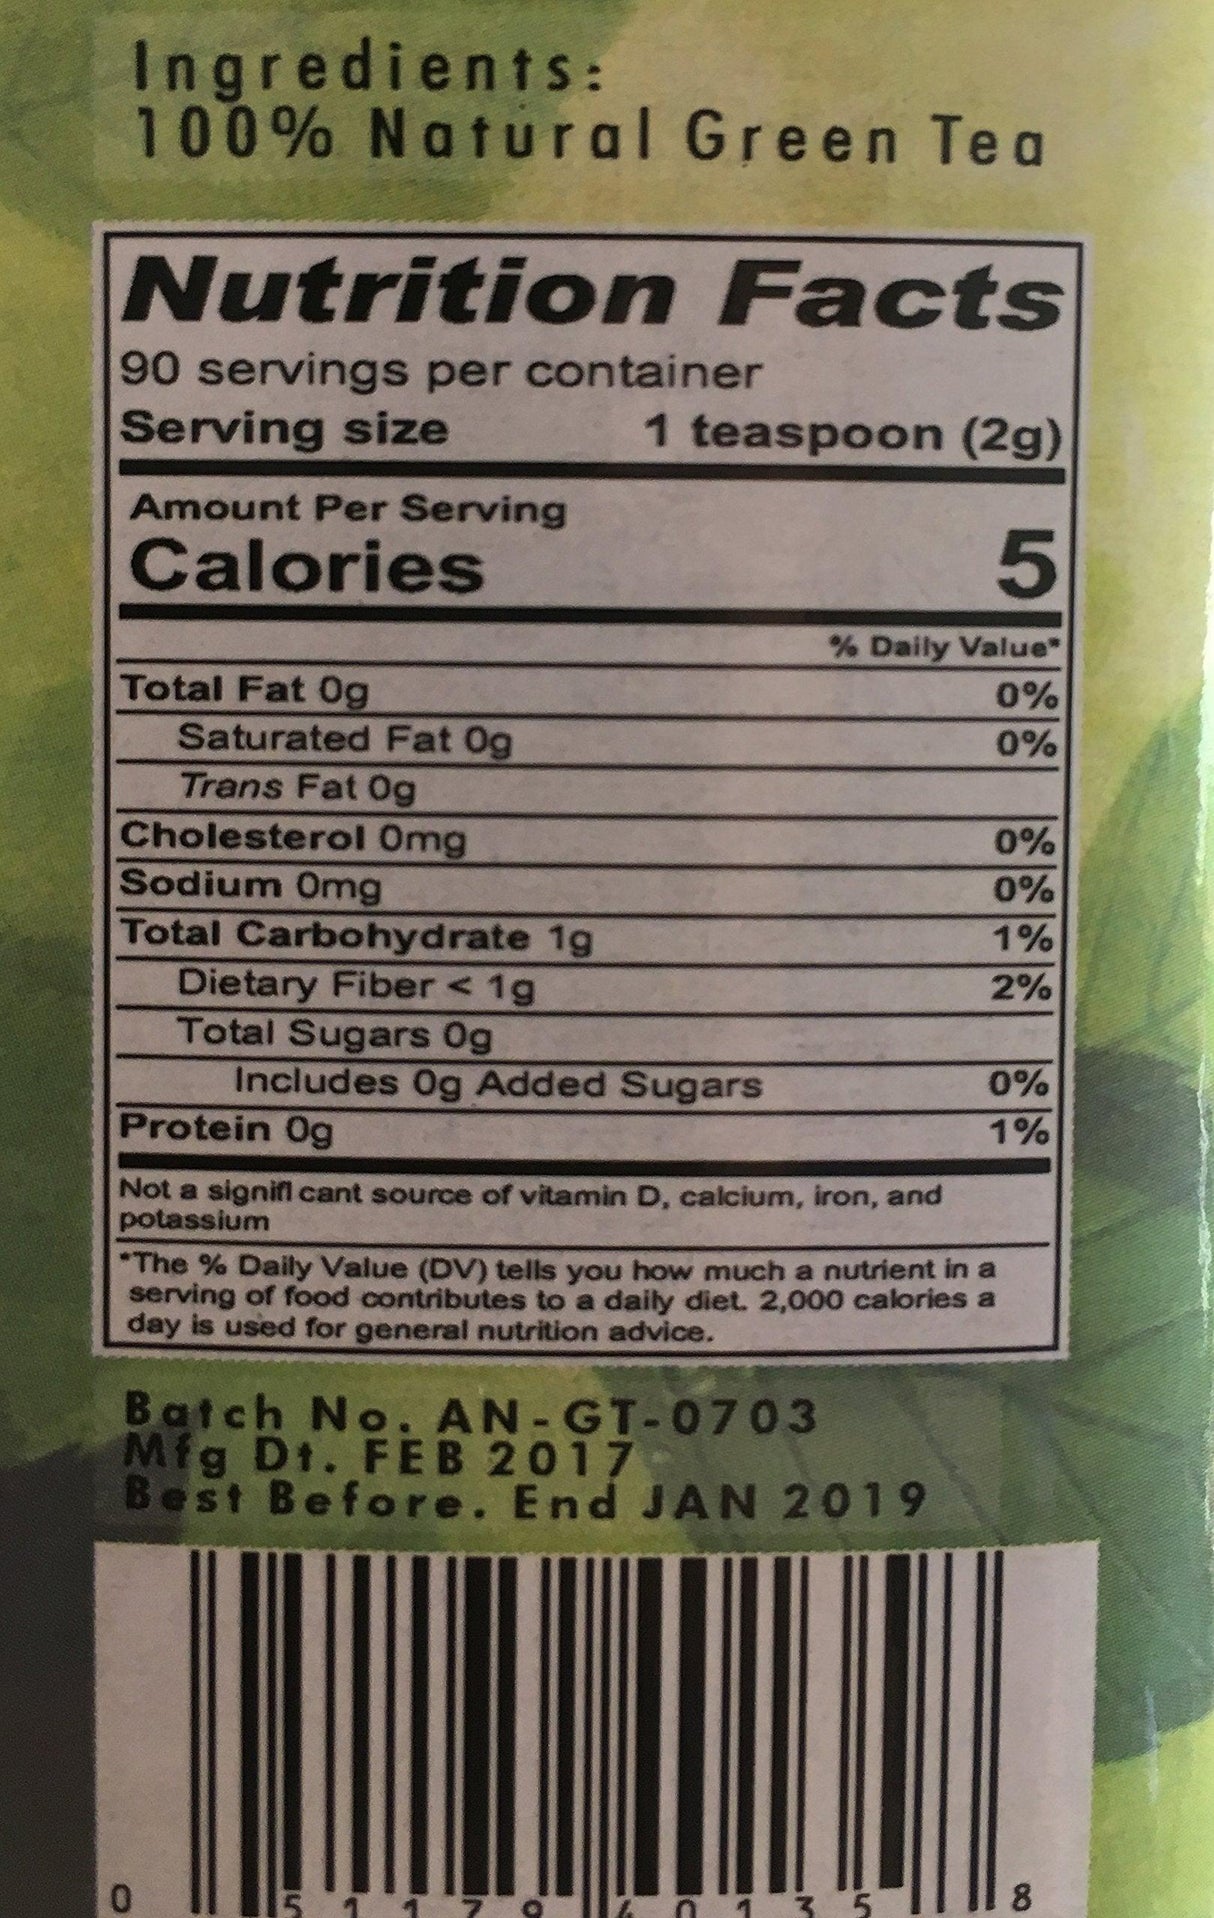 Ingredients:
100% Natural Green Tea
Nutrition Facts
90 servings per container
Serving size 1 teaspoon (2g)
Amount Per Serving
Calories 5
% Daily Value*
Total Fat 0g 0%
Saturated Fat 0g 0%
Trans Fat 0g
Cholesterol 0mg 0%
Sodium 0mg 0%
Total Carbohydrate 1g 1%
Dietary Fiber < 1g 2%
Total Sugars 0g
Includes 0g Added Sugars 0%
Protein 0g 1%
Not a signifl cant source of vitamin D, calcium, iron, and
potassium
*The % Daily Value (DV) tells you how much a nutrient in a
serving of food contributes to a daily diet. 2,000 calories a
day is used for general nutrition advice.
Batch No. AN-GT-0703
Mfg Dt. FEB 2017
Best Before. End JAN 2019
0 51179 40135 8